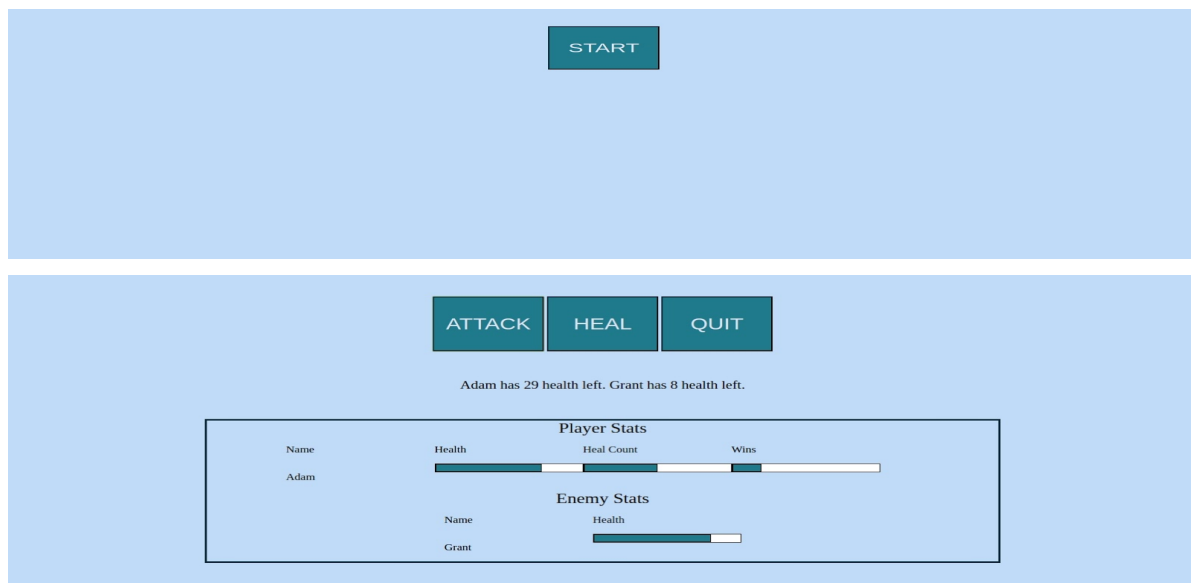 START
ATTACK HEAL QUIT
Adam has 29 health left. Grant has 8 health left.
Player Stats
Name Health Heal Count Wins
Adam
Enemy Stats
Name Health
Grant